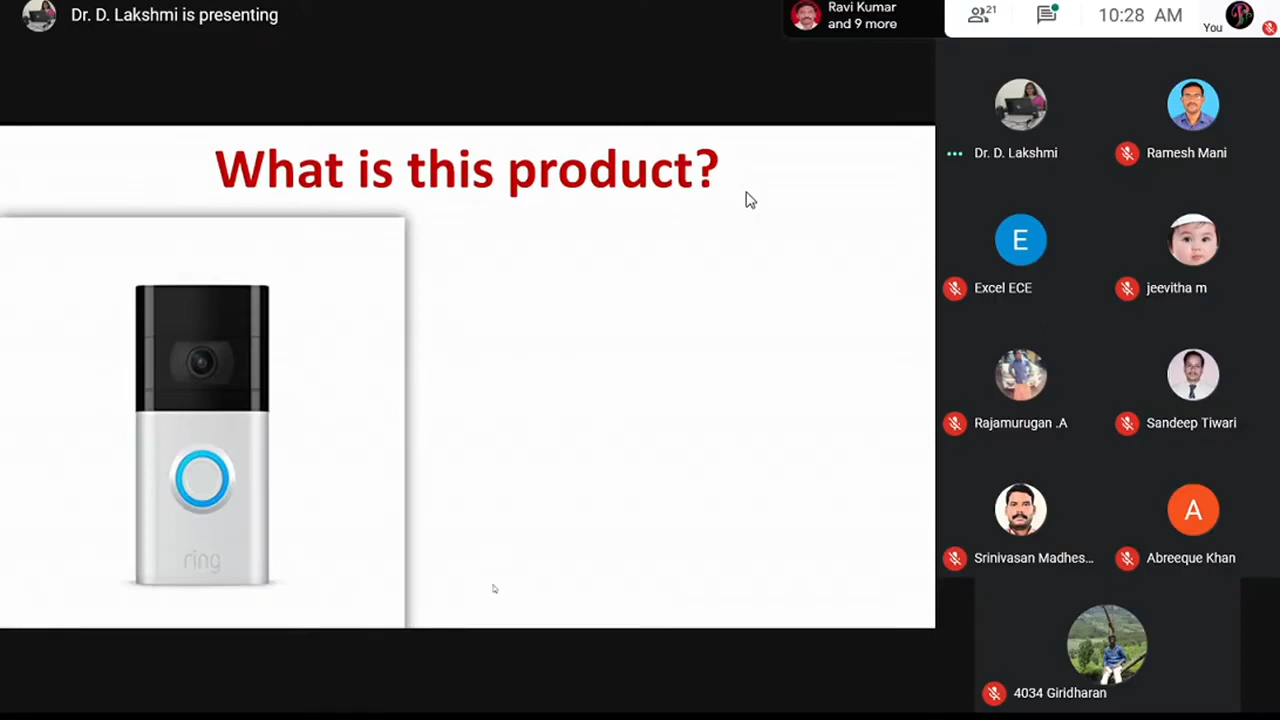 Dr. D. Lakshmi is presenting
Ravi Kumar
and 9 more
21
10:28 AM
You
What is this product?
ring
Dr. D. Lakshmi
Ramesh Mani
E
Excel ECE
jeevitha m
Rajamurugan .A
Sandeep Tiwari
Srinivasan Madhes...
A
Abreeque Khan
4034 Giridharan